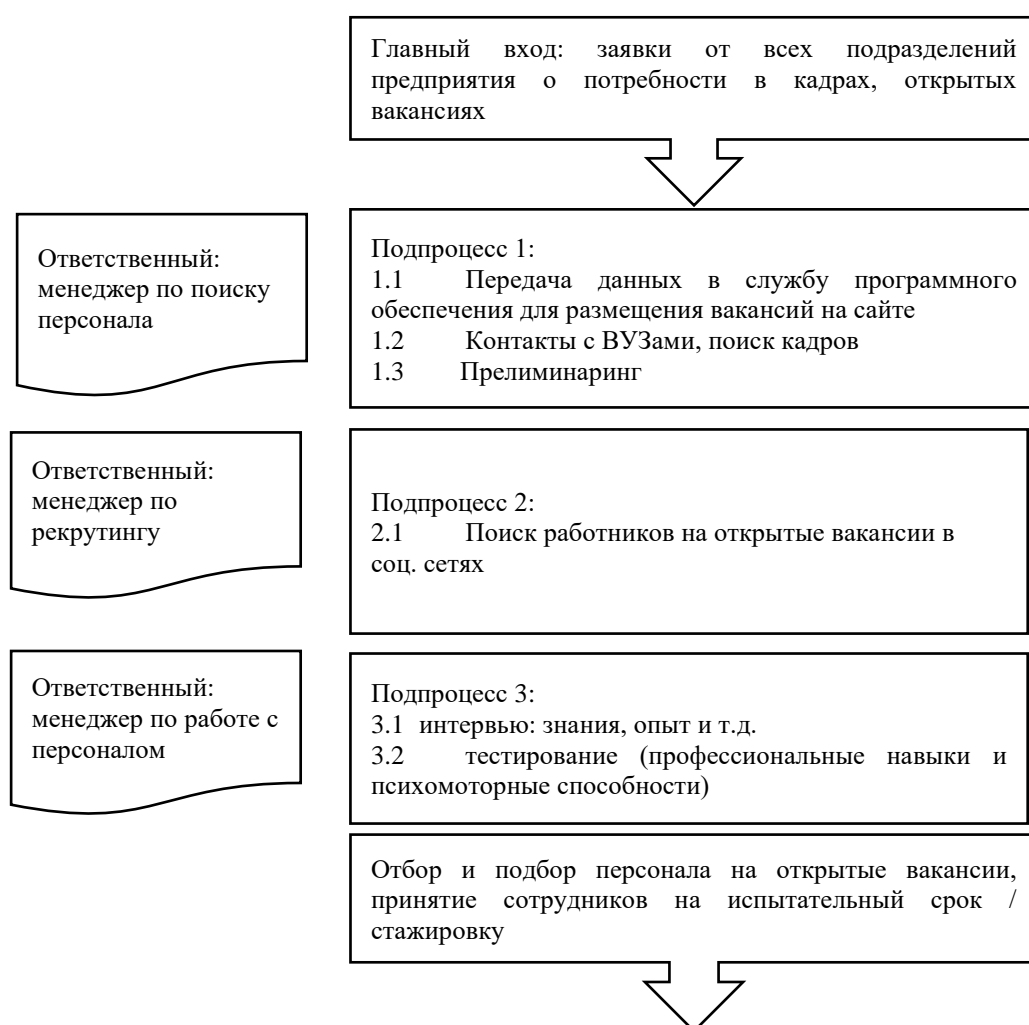 Главный вход: заявки от всех подразделений
предприятия о потребности в кадрах, открытых
вакансиях
Ответственный:
менеджер по поиску
персонала
Подпроцесс 1:
1.1 Передача данных в службу программного
обеспечения для размещения вакансий на сайте
1.2 Контакты с ВУЗами, поиск кадров
1.3 Прелиминаринг
Ответственный:
менеджер по
рекрутингу
Подпроцесс 2:
2.1 Поиск работников на открытые вакансии в
соц. сетях
Ответственный:
менеджер по работе с
персоналом
Подпроцесс 3:
3.1 интервью: знания, опыт и т.д.
3.2 тестирование (профессиональные навыки и
психомоторные способности)
Отбор и подбор персонала на открытые вакансии,
принятие сотрудников на испытательный срок /
стажировку